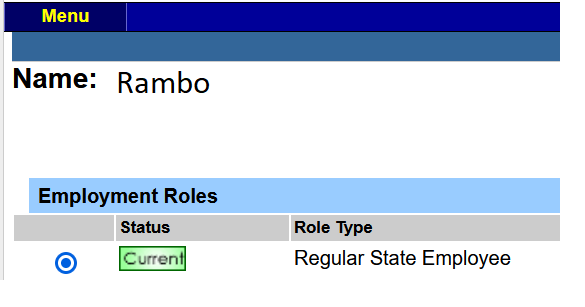 Menu
Name: Rambo
Employment Roles
Status Role Type
Current Regular State Employee